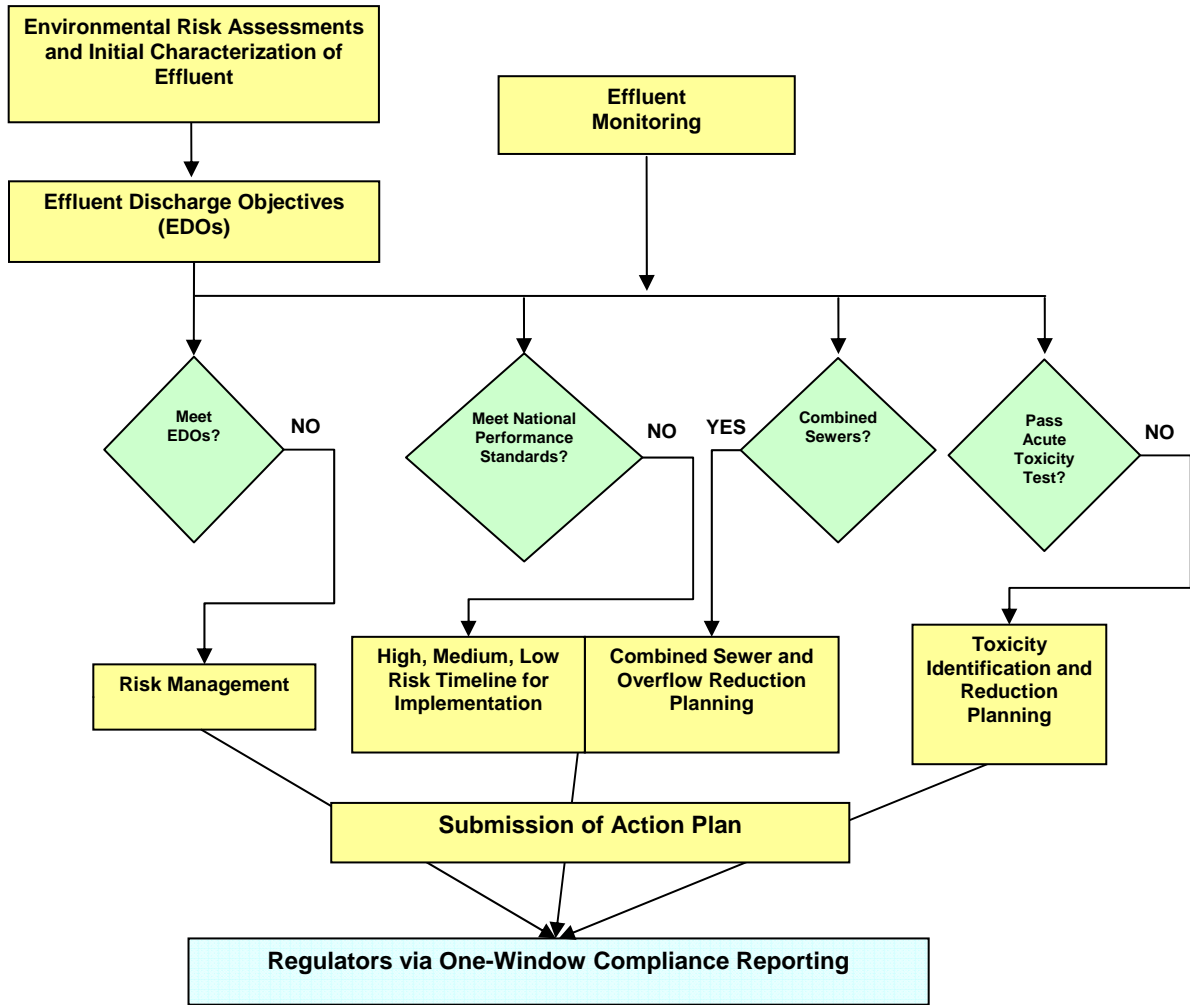 Environmental Risk Assessments
and Initial Characterization of
Effluent
Effluent
Monitoring
Effluent Discharge Objectives
(EDOs)
Meet
EDOs?
NO
Meet National
Performance
Standards?
NO
YES
Combined
Sewers?
Pass
Acute
Toxicity
Test?
NO
Risk Management
High, Medium, Low
Risk Timeline for
Implementation
Combined Sewer and
Overflow Reduction
Planning
Toxicity
Identification and
Reduction
Planning
Submission of Action Plan
Regulators via One-Window Compliance Reporting